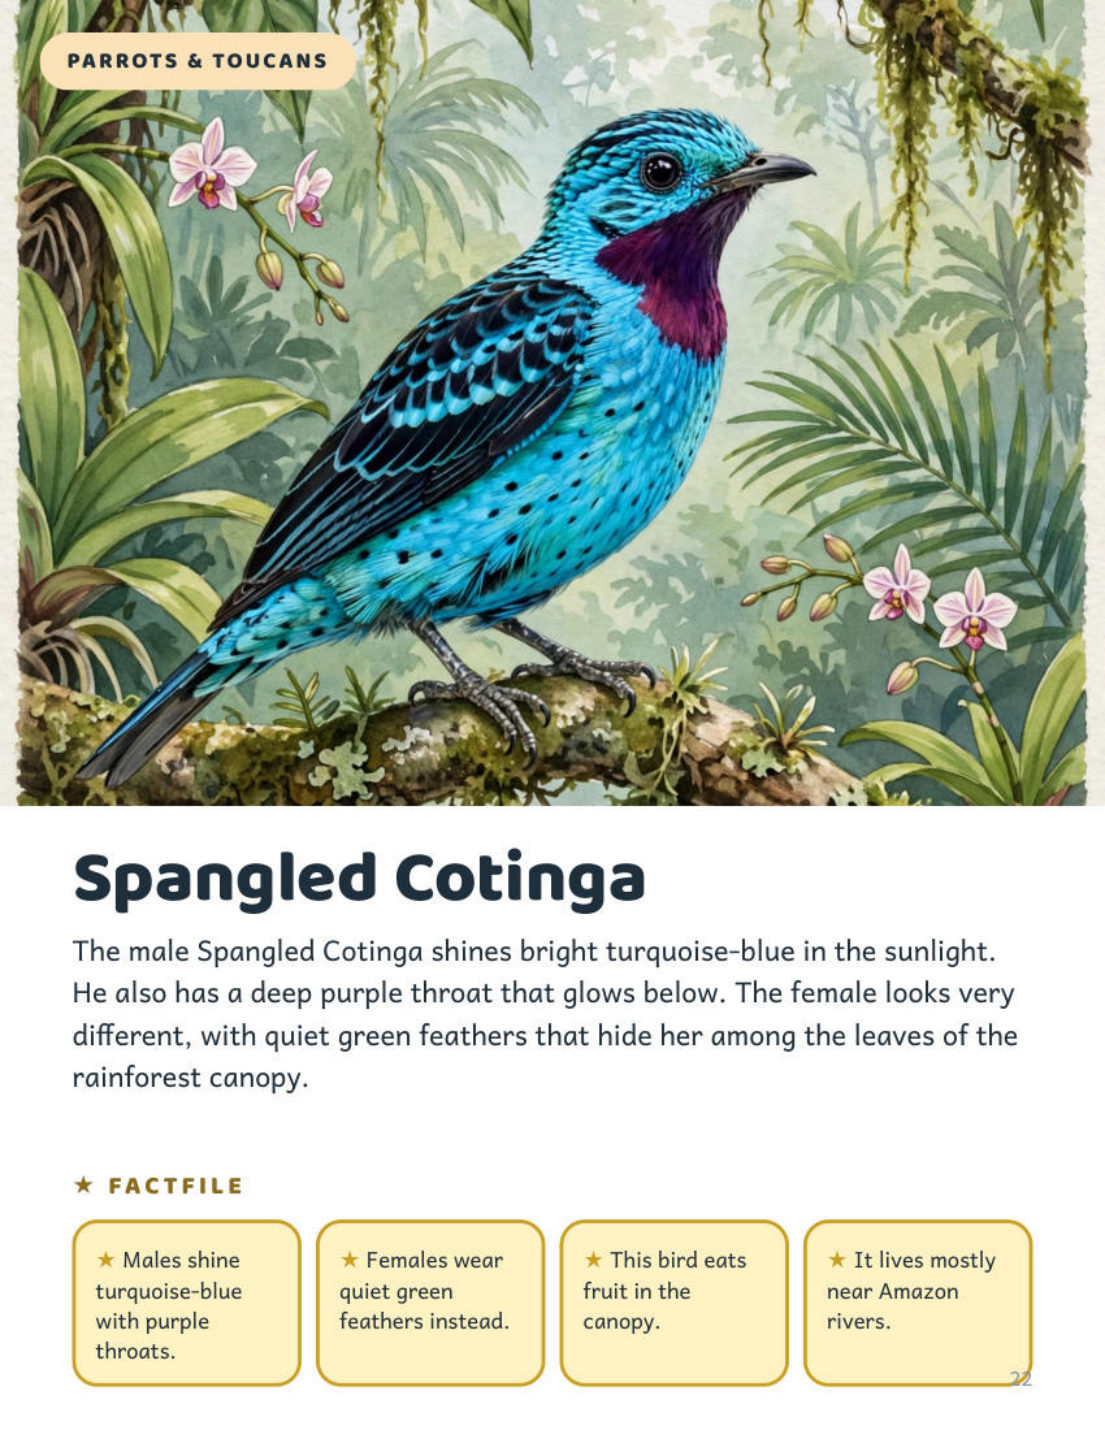 PARROTS & TOUCANS
Spangled Cotinga
The male Spangled Cotinga shines bright turquoise-blue in the sunlight.
He also has a deep purple throat that glows below. The female looks very
different, with quiet green feathers that hide her among the leaves of the
rainforest canopy.
★ FACTFILE
★ Males shine
turquoise-blue
with purple
throats.
★ Females wear
quiet green
feathers instead.
★ This bird eats
fruit in the
canopy.
★ It lives mostly
near Amazon
rivers.
22